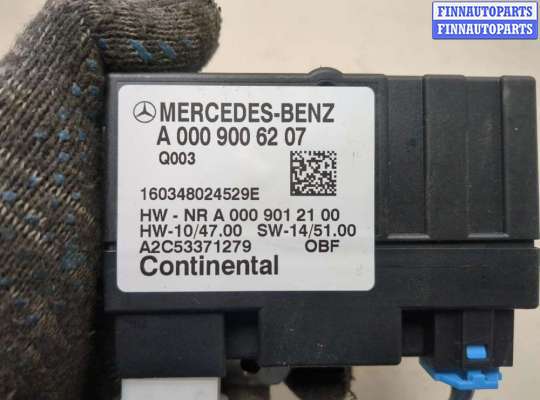 FINNAUTOPARTS
FINNAUTOPARTS
MERCEDES-BENZ
A 000 900 62 07
Q003
160348024529E
HW - NR A 000 901 21 00
HW-10/47.00 SW-14/51.00
A2C53371279 OBF
Continental